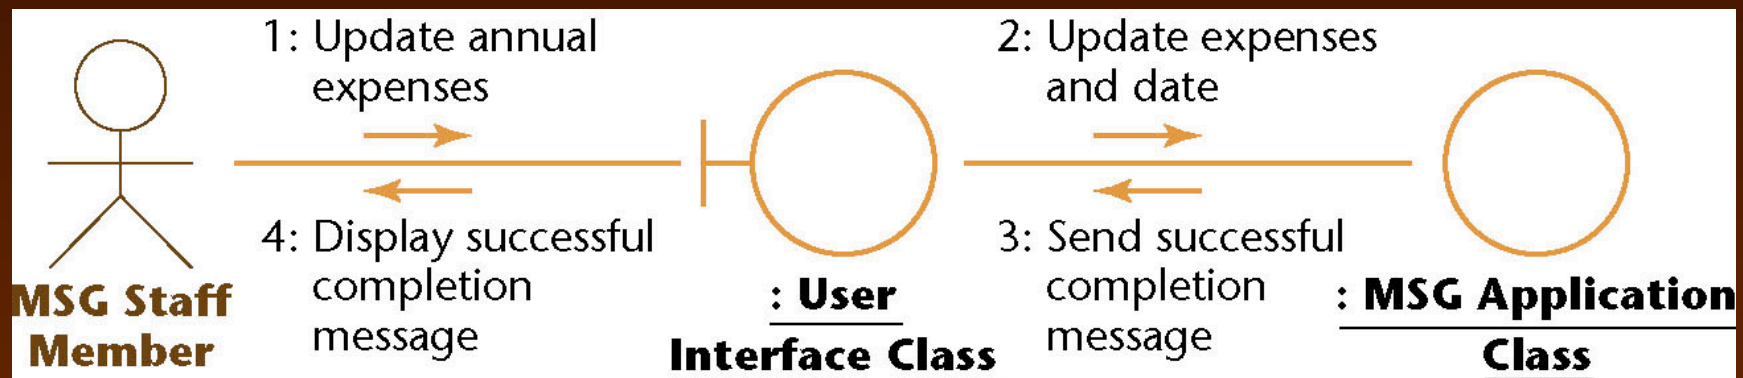 1: Update annual
expenses
2: Update expenses
and date
4: Display successful
completion
message
3: Send successful
completion
message
MSG Staff
Member
: User
Interface Class
: MSG Application
Class